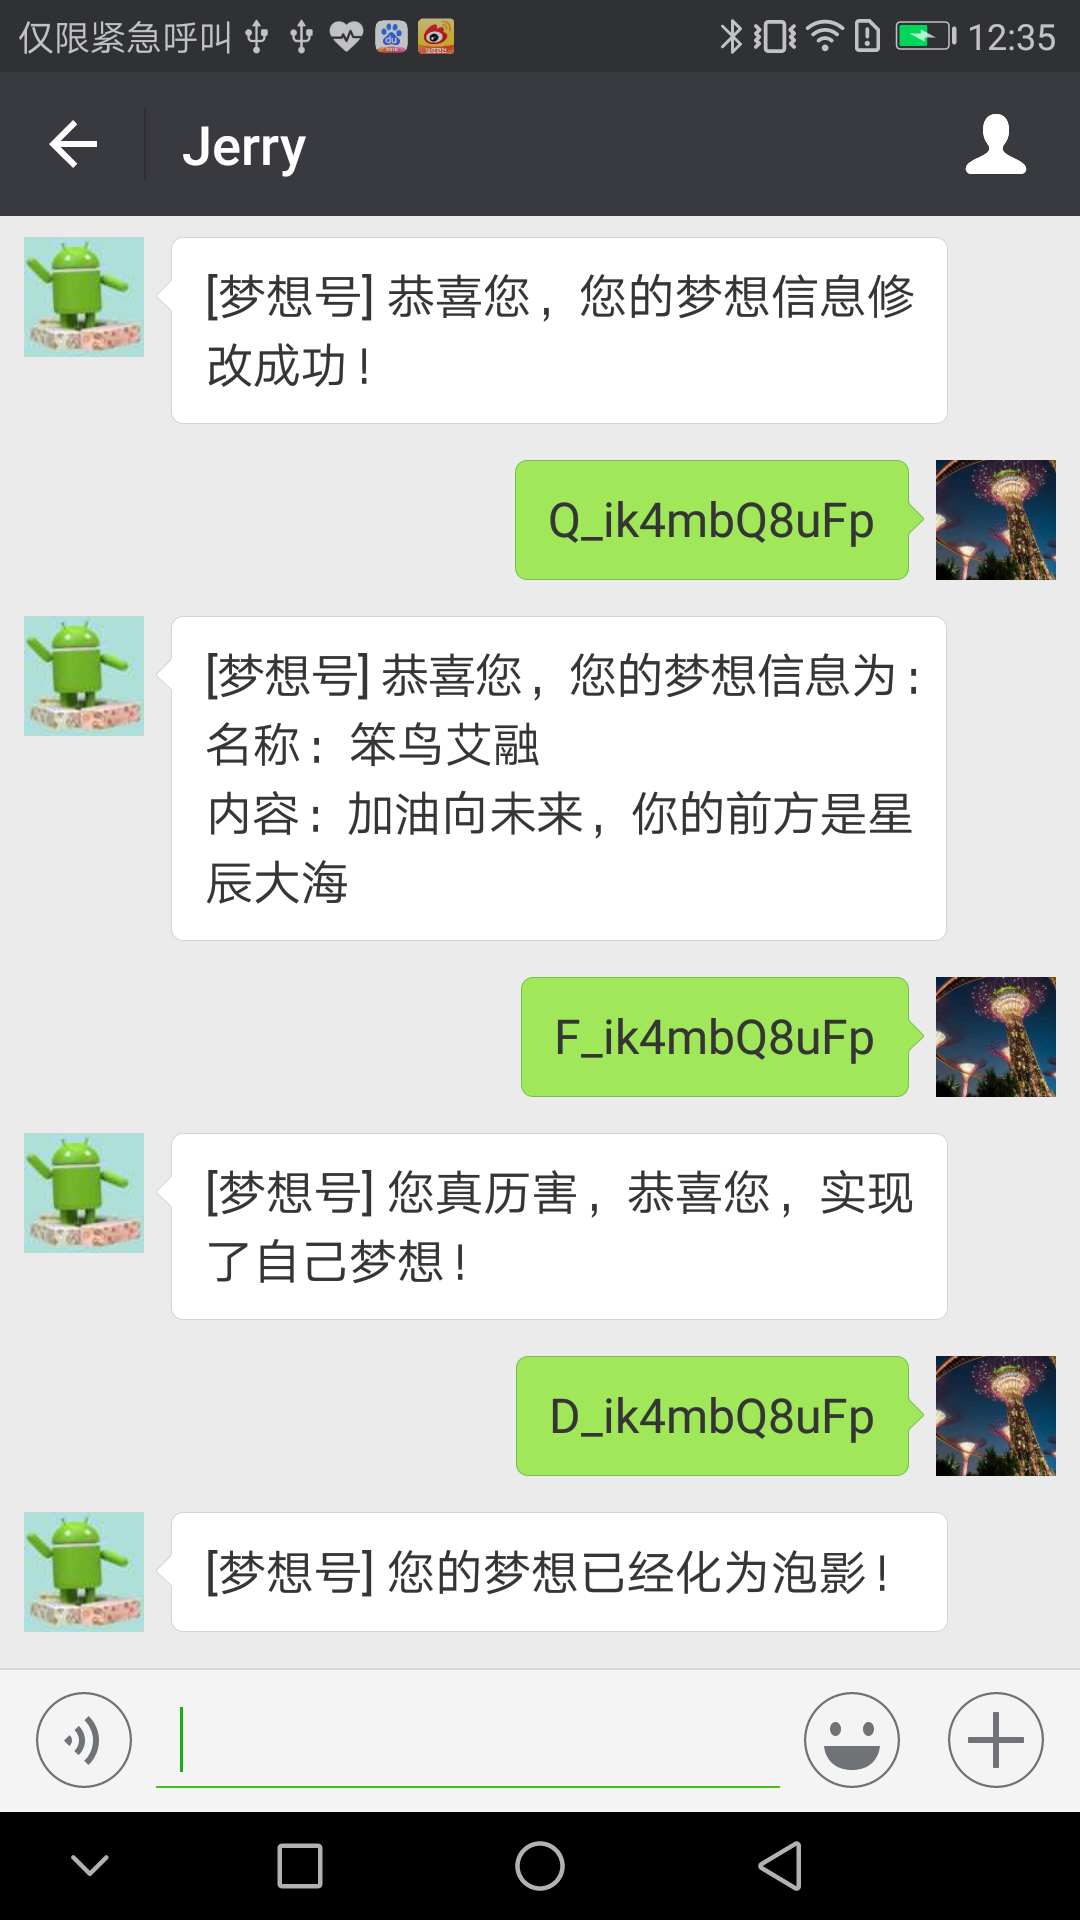 仅限紧急呼叫
12:35
Jerry
[梦想号] 恭喜您，您的梦想信息修
改成功！
Q_ik4mbQ8uFp
[梦想号] 恭喜您，您的梦想信息为：
名称：笨鸟艾融
内容：加油向未来，你的前方是星
辰大海
F_ik4mbQ8uFp
[梦想号] 您真历害，恭喜您，实现
了自己梦想！
D_ik4mbQ8uFp
[梦想号] 您的梦想已经化为泡影！